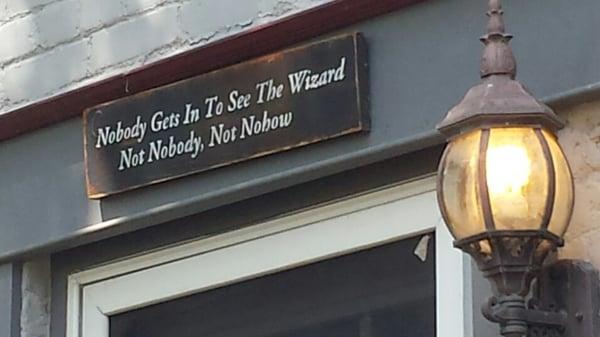 Nobody Gets In To See The Wizard
Not Nobody, Not Nohow